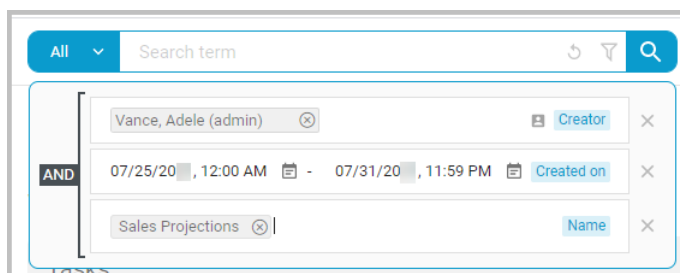 All Search term
Vance, Adele (admin) Creator
AND 07/25/20 , 12:00 AM - 07/31/20 , 11:59 PM Created on
Sales Projections Name